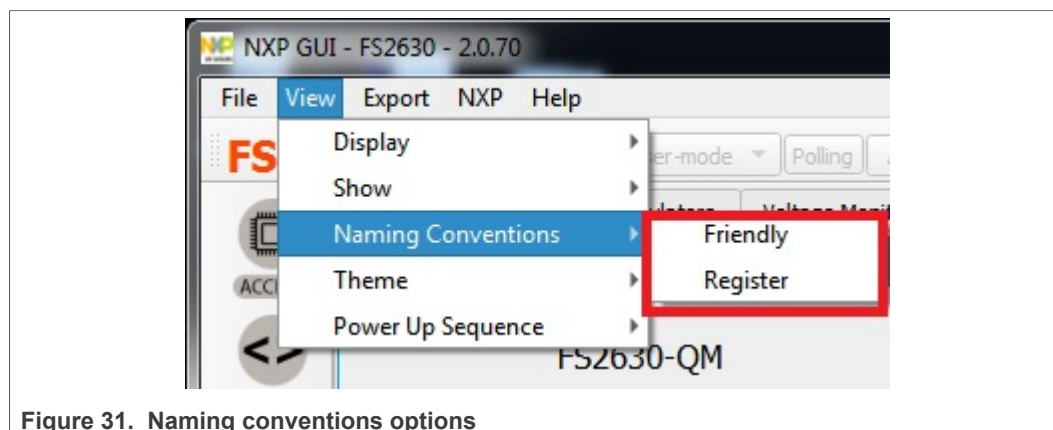 NXP GUI - FS2630 - 2.0.70
File View Export NXP Help
FS
Display
Show
Naming Conventions
Theme
Power Up Sequence
Polling
Friendly
Register
FS2630-QM
Figure 31. Naming conventions options